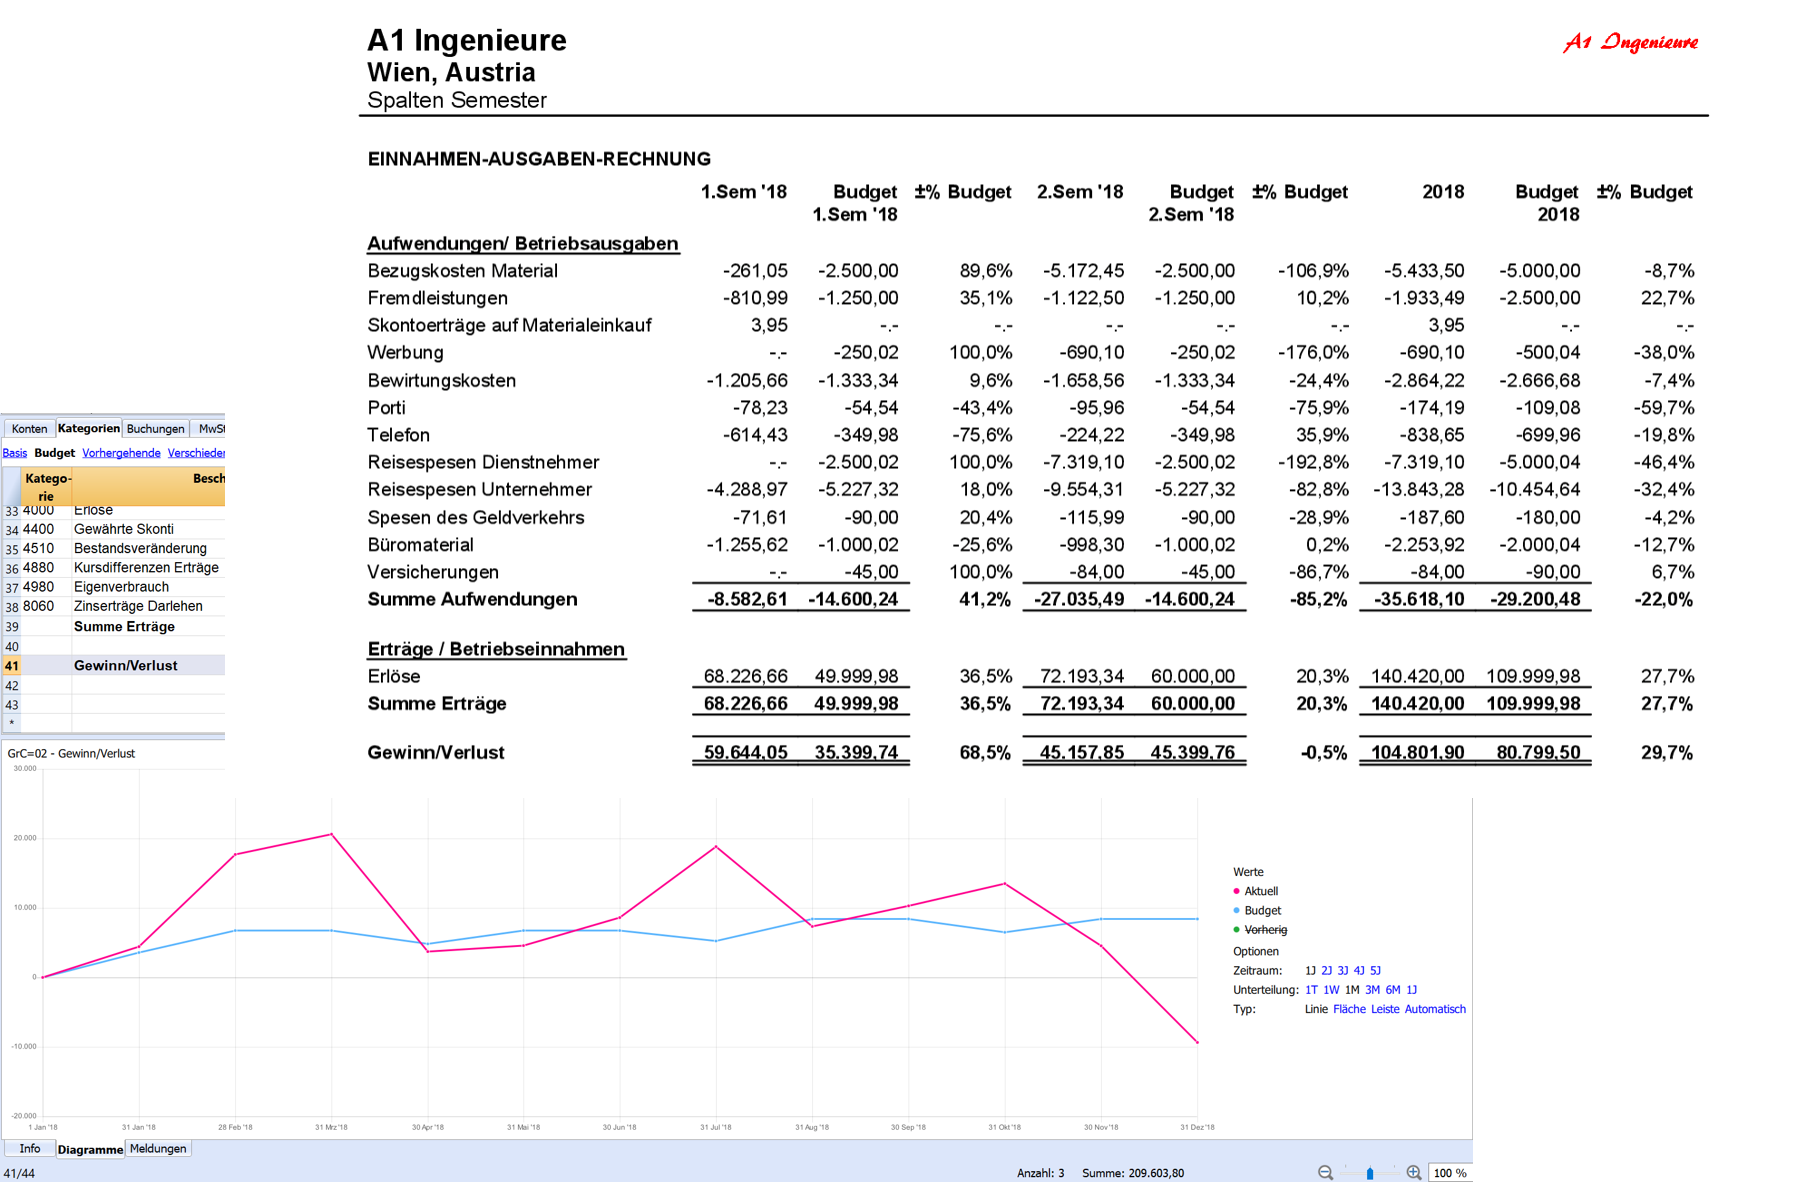 A1 Ingenieure
A1 Ingenieure
Wien, Austria
Spalten Semester
EINNAHMEN-AUSGABEN-RECHNUNG
1.Sem '18 Budget ±% Budget 2.Sem '18 Budget ±% Budget 2018 Budget ±% Budget
1.Sem '18 2.Sem '18 2018
Aufwendungen/ Betriebsausgaben
Bezugskosten Material -261,05 -2.500,00 89,6% -5.172,45 -2.500,00 -106,9% -5.433,50 -5.000,00 -8,7%
Fremdleistungen -810,99 -1.250,00 35,1% -1.122,50 -1.250,00 10,2% -1.933,49 -2.500,00 22,7%
Skontoerträge auf Materialeinkauf 3,95 -.- -.- -.- -.- -.- 3,95 -.- -.-
Werbung -.- -250,02 100,0% -690,10 -250,02 -176,0% -690,10 -500,04 -38,0%
Bewirtungskosten -1.205,66 -1.333,34 9,6% -1.658,56 -1.333,34 -24,4% -2.864,22 -2.666,68 -7,4%
Porti -78,23 -54,54 -43,4% -95,96 -54,54 -75,9% -174,19 -109,08 -59,7%
Telefon -614,43 -349,98 -75,6% -224,22 -349,98 35,9% -838,65 -699,96 -19,8%
Reisespesen Dienstnehmer -.- -2.500,02 100,0% -7.319,10 -2.500,02 -192,8% -7.319,10 -5.000,04 -46,4%
Reisespesen Unternehmer -4.288,97 -5.227,32 18,0% -9.554,31 -5.227,32 -82,8% -13.843,28 -10.454,64 -32,4%
Spesen des Geldverkehrs -71,61 -90,00 20,4% -115,99 -90,00 -28,9% -187,60 -180,00 -4,2%
Büromaterial -1.255,62 -1.000,02 -25,6% -998,30 -1.000,02 0,2% -2.253,92 -2.000,04 -12,7%
Versicherungen -.- -45,00 100,0% -84,00 -45,00 -86,7% -84,00 -90,00 6,7%
Summe Aufwendungen -8.582,61 -14.600,24 41,2% -27.035,49 -14.600,24 -85,2% -35.618,10 -29.200,48 -22,0%
Erträge / Betriebseinnahmen
Erlöse 68.226,66 49.999,98 36,5% 72.193,34 60.000,00 20,3% 140.420,00 109.999,98 27,7%
Summe Erträge 68.226,66 49.999,98 36,5% 72.193,34 60.000,00 20,3% 140.420,00 109.999,98 27,7%
Gewinn/Verlust 59.644,05 35.399,74 68,5% 45.157,85 45.399,76 -0,5% 104.801,90 80.799,50 29,7%
Konten Kategorien Buchungen MwSt
Basis Budget Vorhergehende Verschieden
Katego- Besch
rie
33 4000 Erlöse
34 4400 Gewährte Skonti
35 4510 Bestandsveränderung
36 4880 Kursdifferenzen Erträge
37 4980 Eigenverbrauch
38 8060 Zinserträge Darlehen
39 Summe Erträge
40
41 Gewinn/Verlust
42
43
*
GrC=02 - Gewinn/Verlust
30.000
20.000
10.000
0
-10.000
-20.000
1 Jan '18 31 Jan '18 28 Feb '18 31 Mrz '18 30 Apr '18 31 Mai '18 30 Jun '18 31 Jul '18 31 Aug '18 30 Sep '18 31 Okt '18 30 Nov '18 31 Dez '18
Werte
Aktuell
Budget
Vorherig
Optionen
Zeitraum: 1J 2J 3J 4J 5J
Unterteilung: 1T 1W 1M 3M 6M 1J
Typ: Linie Fläche Leiste Automatisch
Info Diagramme Meldungen
41/44 Anzahl: 3 Summe: 209.603,80 100 %